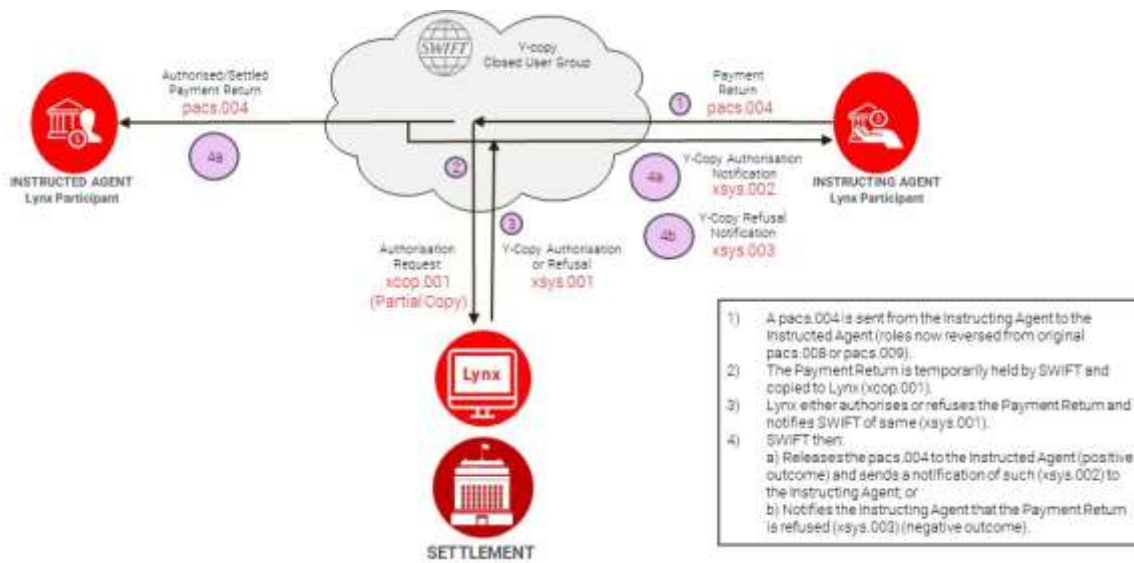 SWIFT
Y-copy
Closed User Group
Authorised/Settled
Payment Return
pacs.004
4a
INSTRUCTED AGENT
Lynx Participant
1
Payment
Return
pacs.004
INSTRUCTING AGENT
Lynx Participant
2
3
4a
Y-Copy Authorisation
Notification
xsys.002
4b
Y-Copy Refusal
Notification
xsys.003
Authorisation
Request
xcop.001
(Partial Copy)
Y-Copy Authorisation
or Refusal
xsys.001
Lynx
SETTLEMENT
1) A pacs.004 is sent from the Instructing Agent to the
Instructed Agent (roles now reversed from original
pacs.008 or pacs.009).
2) The Payment Return is temporarily held by SWIFT and
copied to Lynx (xcop.001).
3) Lynx either authorises or refuses the Payment Return and
notifies SWIFT of same (xsys.001).
4) SWIFT then:
a) Releases the pacs.004 to the Instructed Agent (positive
outcome) and sends a notification of such (xsys.002) to
the Instructing Agent; or
b) Notifies the Instructing Agent that the Payment Return
is refused (xsys.003) (negative outcome).